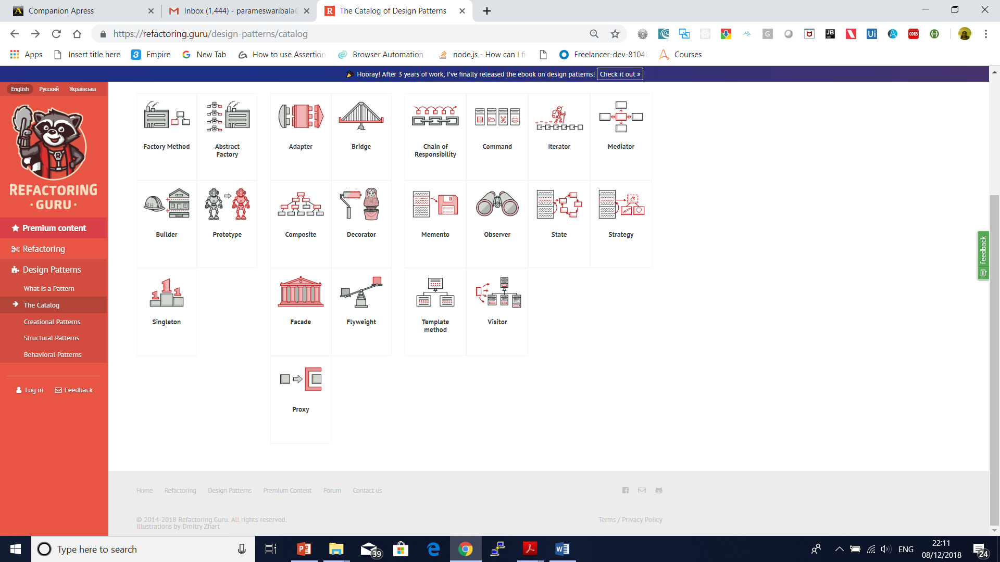 Companion Apress
Inbox (1,444) - parameswaribala
The Catalog of Design Patterns
https://refactoring.guru/design-patterns/catalog
Apps
Insert title here
Empire
New Tab
How to use Assertion
Browser Automation
node.js - How can I fi
Freelancer-dev-8104
Courses
Hooray! After 3 years of work, I've finally released the ebook on design patterns! Check it out »
English Русский Українська
REFACTORING
· GURU ·
Premium content
Refactoring
Design Patterns
What is a Pattern
The Catalog
Creational Patterns
Structural Patterns
Behavioral Patterns
Log in
Feedback
Factory Method
Abstract
Factory
Adapter
Bridge
Chain of
Responsibility
Command
Iterator
Mediator
Builder
Prototype
Composite
Decorator
Memento
Observer
State
Strategy
Singleton
Facade
Flyweight
Template
method
Visitor
Proxy
feedback
Home Refactoring Design Patterns Premium Content Forum Contact us
© 2014-2018 Refactoring.Guru. All rights reserved.
Illustrations by Dmitry Zhart
Terms / Privacy Policy
Type here to search
39
ENG
22:11
08/12/2018
24